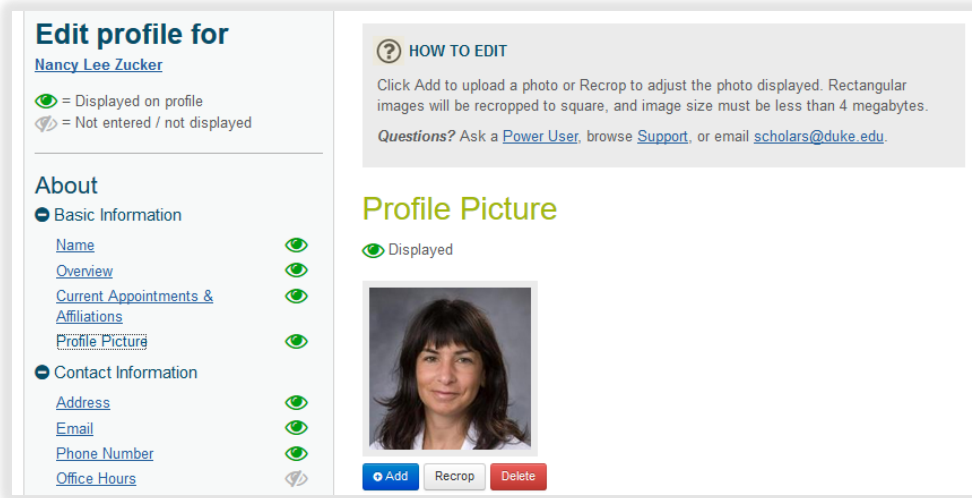 Edit profile for
Nancy Lee Zucker
= Displayed on profile
= Not entered / not displayed
About
Basic Information
Name
Overview
Current Appointments &
Affiliations
Profile Picture
Contact Information
Address
Email
Phone Number
Office Hours
? HOW TO EDIT
Click Add to upload a photo or Recrop to adjust the photo displayed. Rectangular
images will be recropped to square, and image size must be less than 4 megabytes.
Questions? Ask a Power User, browse Support, or email scholars@duke.edu.
Profile Picture
Displayed
Add Recrop Delete